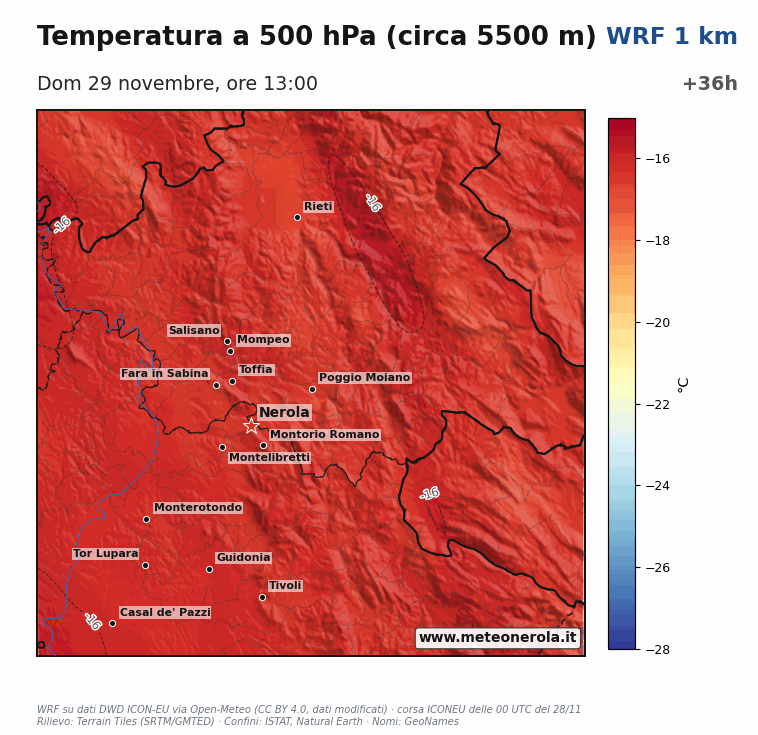 Temperatura a 500 hPa (circa 5500 m) WRF 1 km
Dom 29 novembre, ore 13:00 +36h
−16
−18
−20
−22
−24
−26
−28
°C
-16
-16
Rieti
Salisano
Mompeo
Toffia
Fara in Sabina
Poggio Moiano
Nerola
Montorio Romano
Montelibretti
-16
Monterotondo
Tor Lupara
Guidonia
Tivoli
Casal de' Pazzi
-16
www.meteonerola.it
WRF su dati DWD ICON-EU via Open-Meteo (CC BY 4.0, dati modificati) · corsa ICONEU delle 00 UTC del 28/11
Rilievo: Terrain Tiles (SRTM/GMTED) · Confini: ISTAT, Natural Earth · Nomi: GeoNames